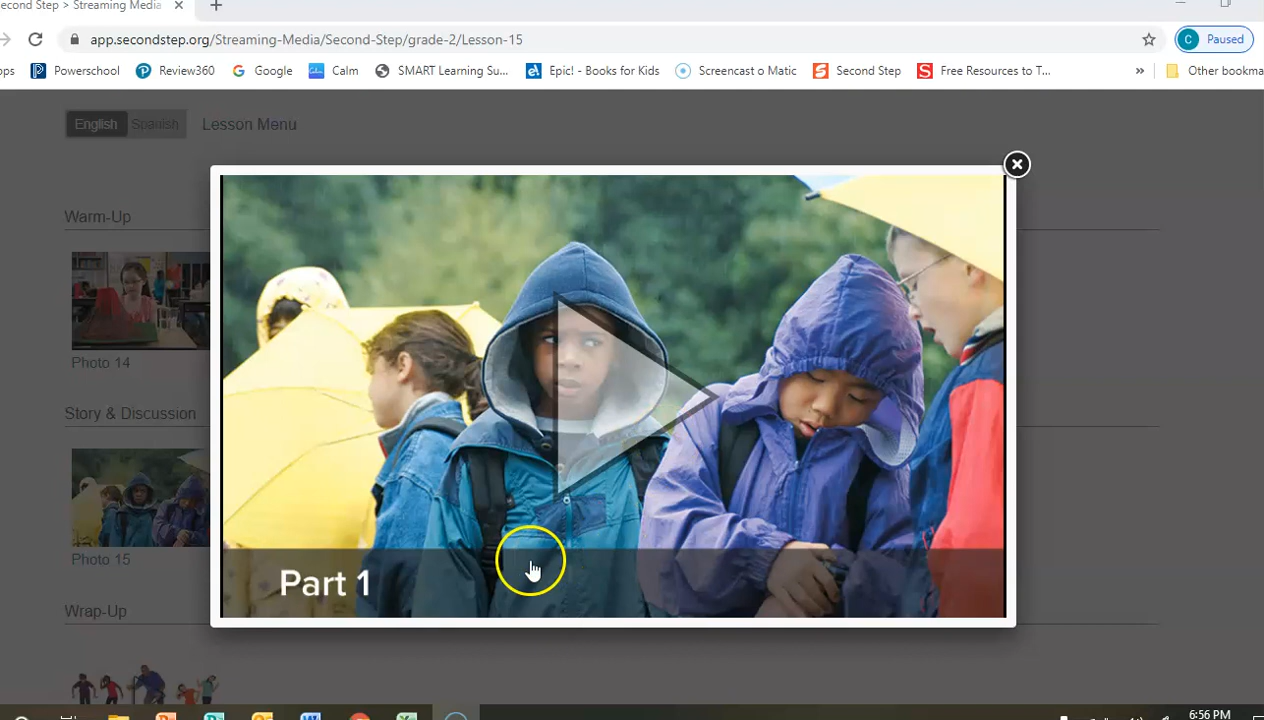 econd Step > Streaming Media
app.secondstep.org/Streaming-Media/Second-Step/grade-2/Lesson-15
C Paused
ps Powerschool Review360 Google Calm SMART Learning Su... Epic! - Books for Kids Screencast o Matic Second Step Free Resources to T... » Other bookma
English Spanish Lesson Menu
Warm-Up
Photo 14
Story & Discussion
Photo 15
Wrap-Up
Part 1
6:56 PM